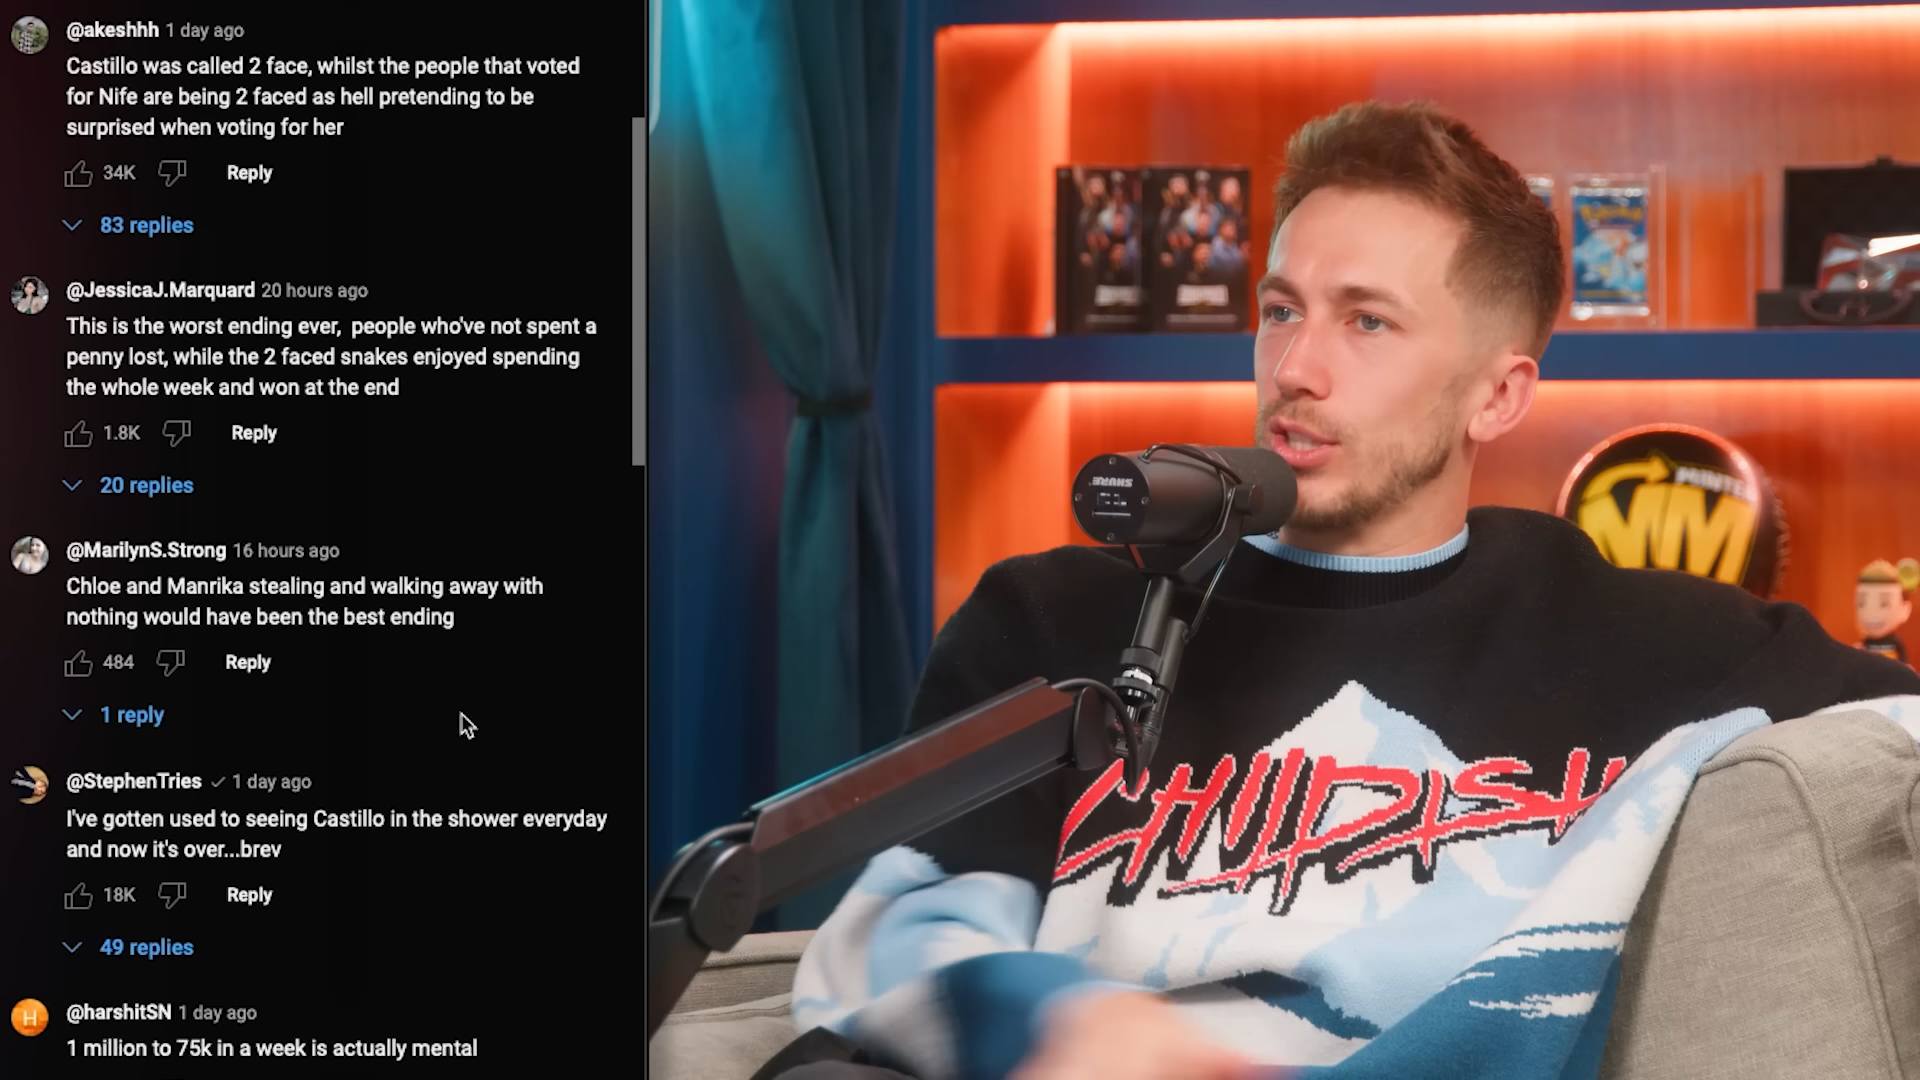 @akeshhh 1 day ago
Castillo was called 2 face, whilst the people that voted
for Nife are being 2 faced as hell pretending to be
surprised when voting for her
34K Reply
83 replies
@JessicaJ.Marquard 20 hours ago
This is the worst ending ever, people who've not spent a
penny lost, while the 2 faced snakes enjoyed spending
the whole week and won at the end
1.8K Reply
20 replies
@MarilynS.Strong 16 hours ago
Chloe and Manrika stealing and walking away with
nothing would have been the best ending
484 Reply
1 reply
@StephenTries 1 day ago
I've gotten used to seeing Castillo in the shower everyday
and now it's over...brev
18K Reply
49 replies
H
@harshitSN 1 day ago
1 million to 75k in a week is actually mental
SHURE
Pokémon
MM
CHILDISH